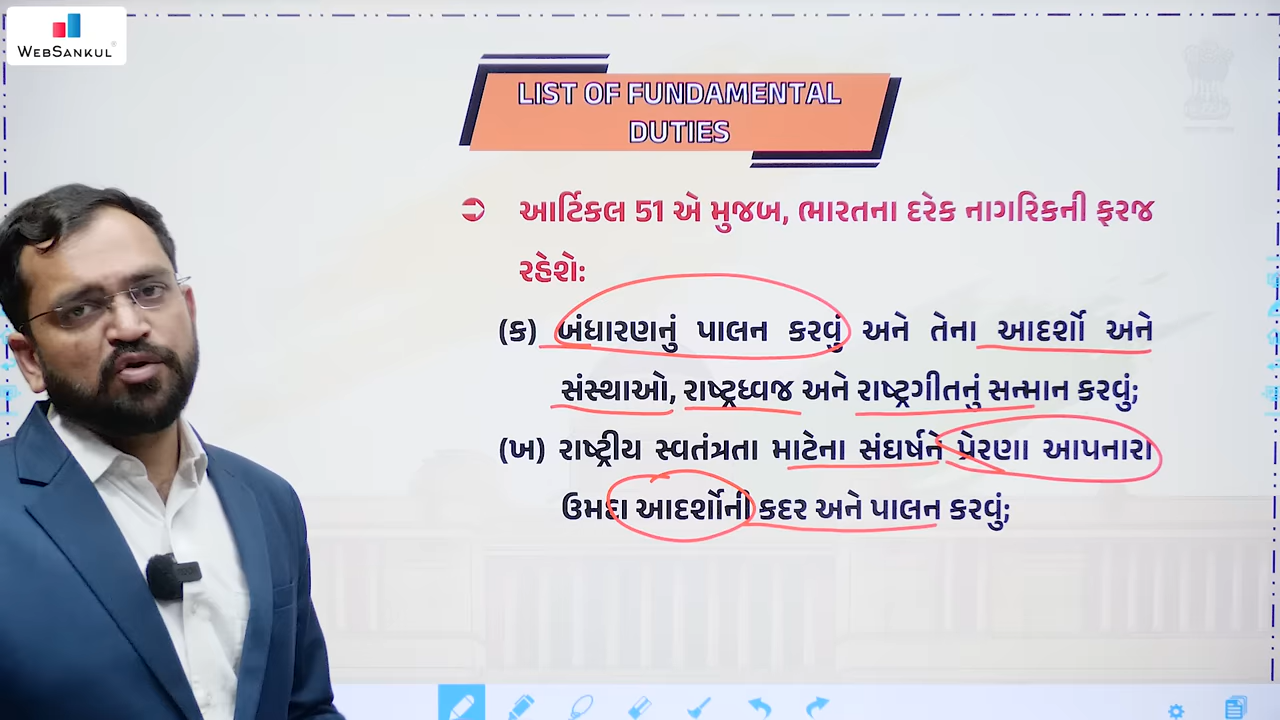 WEBSANKUL
LIST OF FUNDAMENTAL
DUTIES
આર્ટિકલ 51 એ મુજબ, ભારતના દરેક નાગરિકની ફરજ
રહેશે:
(ક) બંધારણનું પાલન કરવું અને તેના આદર્શો અને
સંસ્થાઓ, રાષ્ટ્રધ્વજ અને રાષ્ટ્રગીતનું સન્માન કરવું;
(ખ) રાષ્ટ્રીય સ્વતંત્રતા માટેના સંઘર્ષને પ્રેરણા આપનારા
ઉમદા આદર્શોની કદર અને પાલન કરવું;